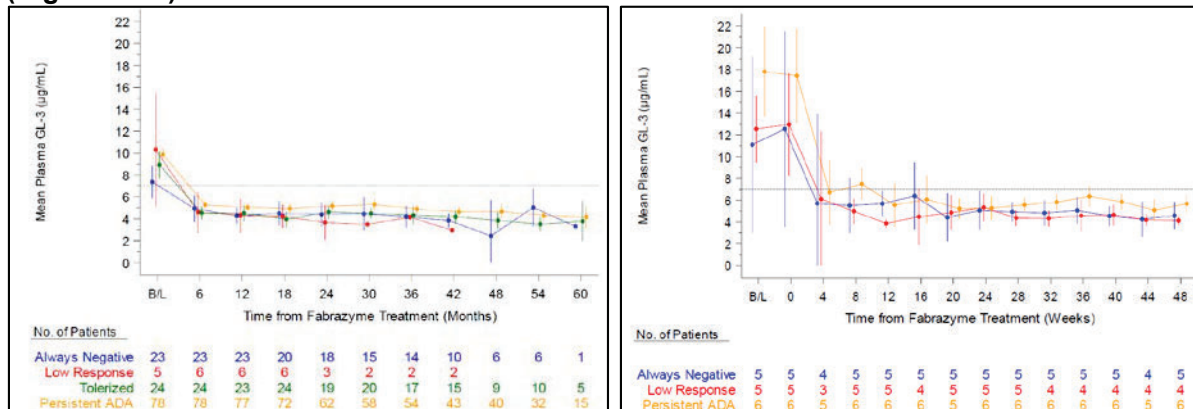 22
20
18
16
14
12
10
8
6
4
2
0
Mean Plasma GL-3 (µg/mL)
B/L 6 12 18 24 30 36 42 48 54 60
Time from Fabrazyme Treatment (Months)
No. of Patients
Always Negative 23 23 23 20 18 15 14 10 6 6 1
Low Response 5 6 6 6 3 2 2 2
Tolerized 24 24 23 24 19 20 17 15 9 10 5
Persistent ADA 78 78 77 72 62 58 54 43 40 32 15
22
20
18
16
14
12
10
8
6
4
2
0
Mean Plasma GL-3 (µg/mL)
B/L 0 4 8 12 16 20 24 28 32 36 40 44 48
Time from Fabrazyme Treatment (Weeks)
No. of Patients
Always Negative 5 5 4 5 5 5 5 5 5 5 5 5 4 5
Low Response 5 5 3 5 5 4 5 5 5 4 4 4 4 4
Persistent ADA 6 6 5 6 6 6 5 6 6 6 6 6 5 6